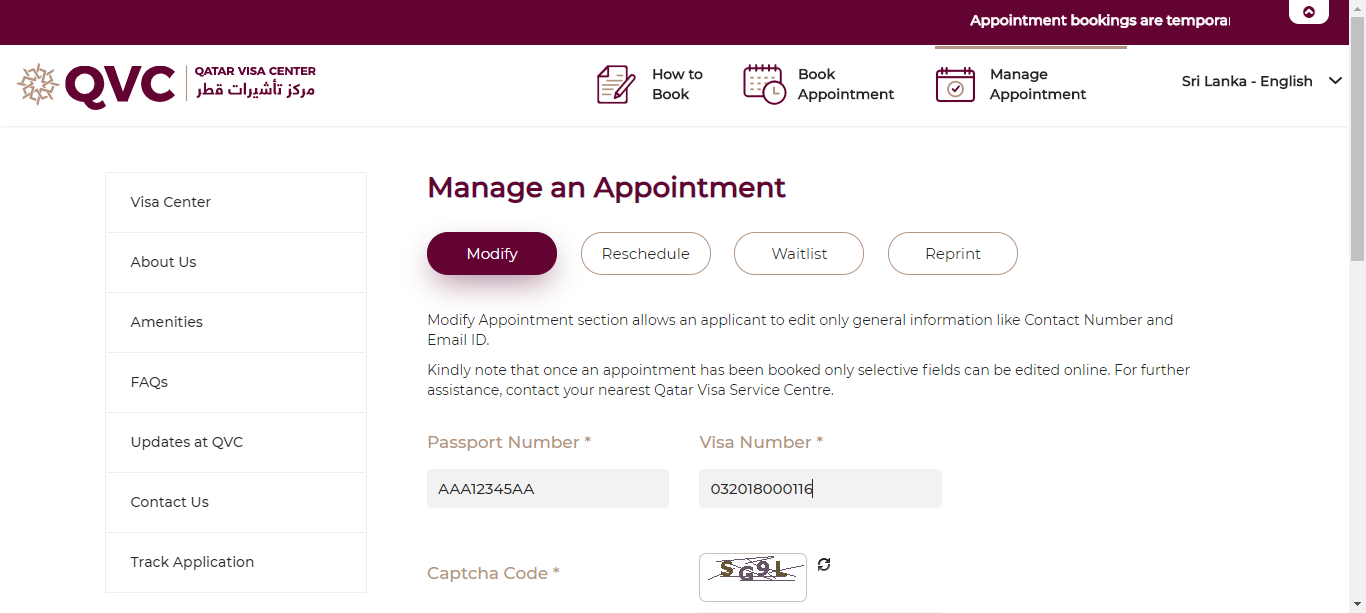 Appointment bookings are tempora
QVC
QATAR VISA CENTER
مركز تأشيرات قطر
How to
Book
Book
Appointment
Manage
Appointment
Sri Lanka - English
Visa Center
About Us
Amenities
FAQs
Updates at QVC
Contact Us
Track Application
Manage an Appointment
Modify
Reschedule
Waitlist
Reprint
Modify Appointment section allows an applicant to edit only general information like Contact Number and
Email ID.
Kindly note that once an appointment has been booked only selective fields can be edited online. For further
assistance, contact your nearest Qatar Visa Service Centre.
Passport Number *
Visa Number *
AAA12345AA
032018000116
Captcha Code *
SG9L